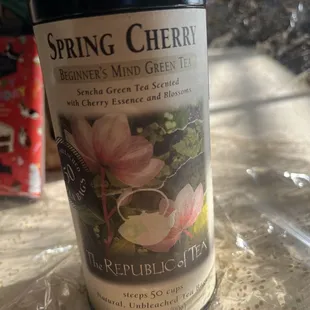 SPRING CHERRY
BEGINNER'S MIND GREEN TEA
Sencha Green Tea Scented
with Cherry Essence and Blossoms
50
BAGS
THE REPUBLIC of TEA
STEEPS 50 CUPS
Natural, Unbleached Tea